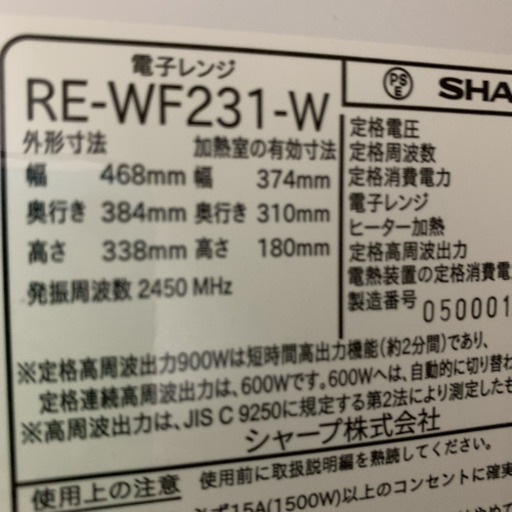 電子レンジ
RE-WF231-W
外形寸法 加熱室の有効寸法
幅 468mm 幅 374mm
奥行き 384mm 奥行き 310mm
高さ 338mm 高さ 180mm
発振周波数 2450 MHz
PSE SHA
定格電圧
定格周波数
定格消費電力
電子レンジ
ヒーター加熱
定格高周波出力
電熱装置の定格消費電
製造番号 050001
※定格高周波出力900Wは短時間高出力機能(約2分間)であり、
定格連続高周波出力は、600Wです。600Wへは、自動的に切り替わ
※高周波出力は、JIS C 9250に規定する第2法により測定したも
シャープ株式会社
使用上の注意 使用前に取扱説明編を熟読してください。
必ず15A(1500W)以上のコンセントに確実